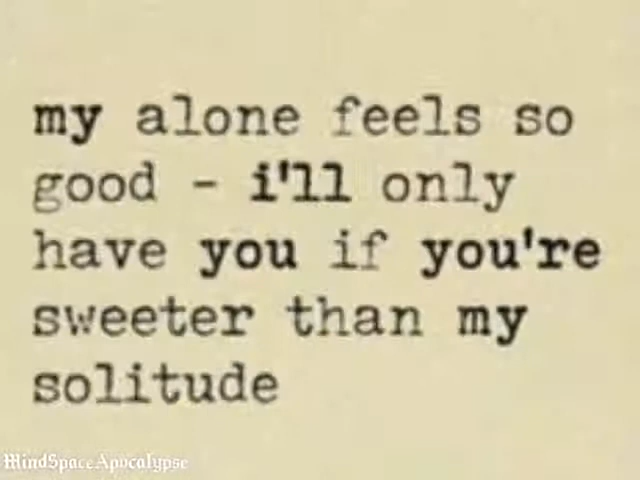 my alone feels so
good - i'll only
have you if you're
sweeter than my
solitude
MindSpaceApocalypse